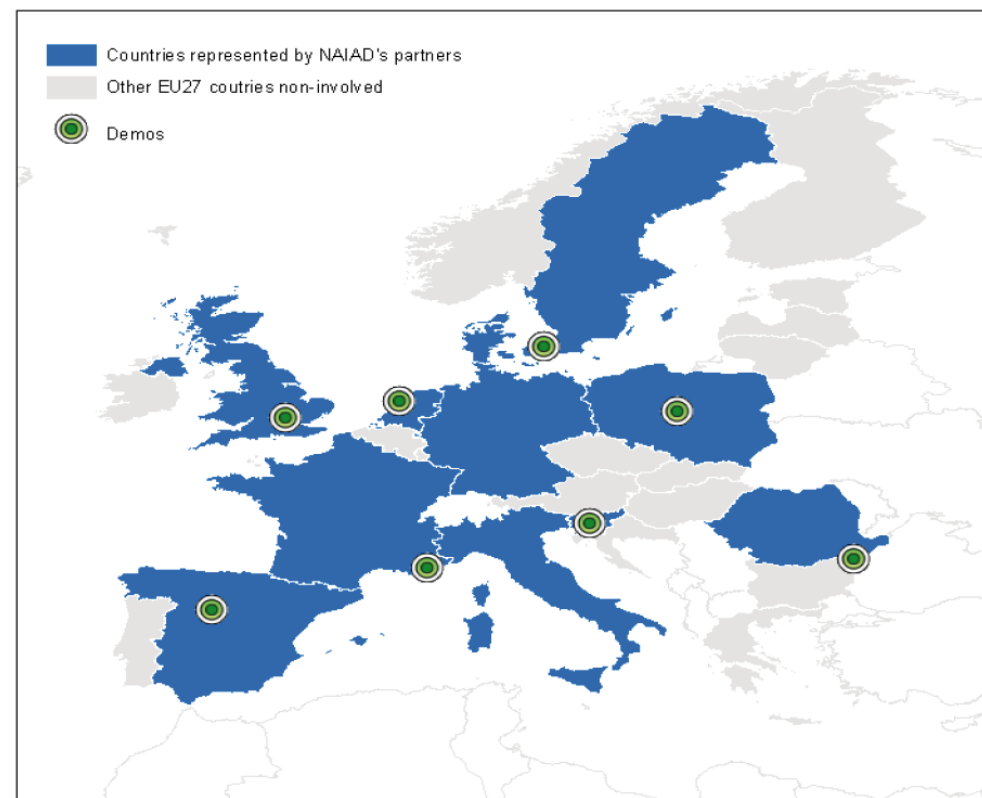 Countries represented by NAIAD's partners
Other EU27 coutries non-involved
Demos